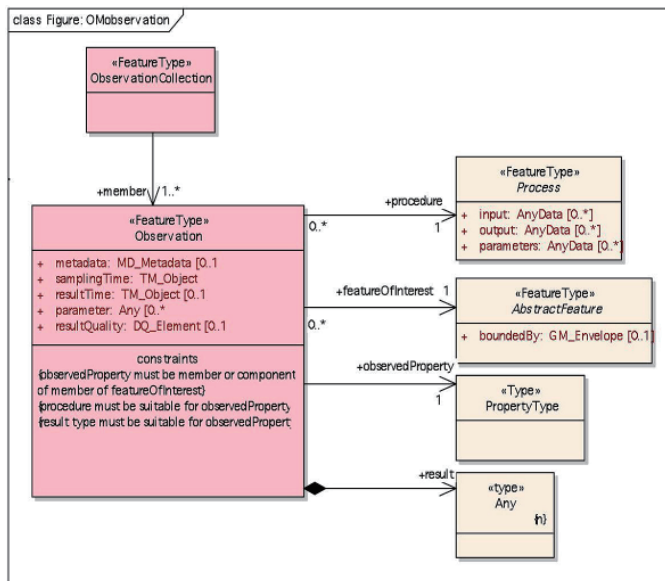 class Figure: OMobservation
«FeatureType»
ObservationCollection
+member
1..*
«FeatureType»
Observation
+ metadata: MD_Metadata [0..1
+ samplingTime: TM_Object
+ resultTime: TM_Object [0..1
+ parameter: Any [0..*
+ resultQuality: DQ_Element [0..1
constraints
{observedProperty must be member or component
of member of featureOfInterest}
{procedure must be suitable for observedProperty
{result type must be suitable for observedPropert
0..*
+procedure
1
«FeatureType»
Process
+ input: AnyData [0..*]
+ output: AnyData [0..*]
+ parameters: AnyData [0..*]
+featureOfInterest 1
0..*
«FeatureType»
AbstractFeature
+ boundedBy: GM_Envelope [0..1]
+observedProperty
1
«Type»
PropertyType
+result
«type»
Any
{n}